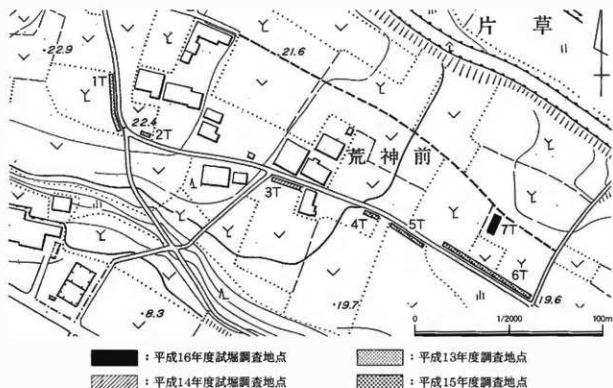 片草
22.9
21.6
1T
22.4
2T
荒神前
3T
4T
5T
7T
6T
19.7
19.6
8.3
0
1/2000
100m
：平成16年度試掘調査地点
：平成13年度調査地点
：平成14年度試掘調査地点
：平成15年度調査地点